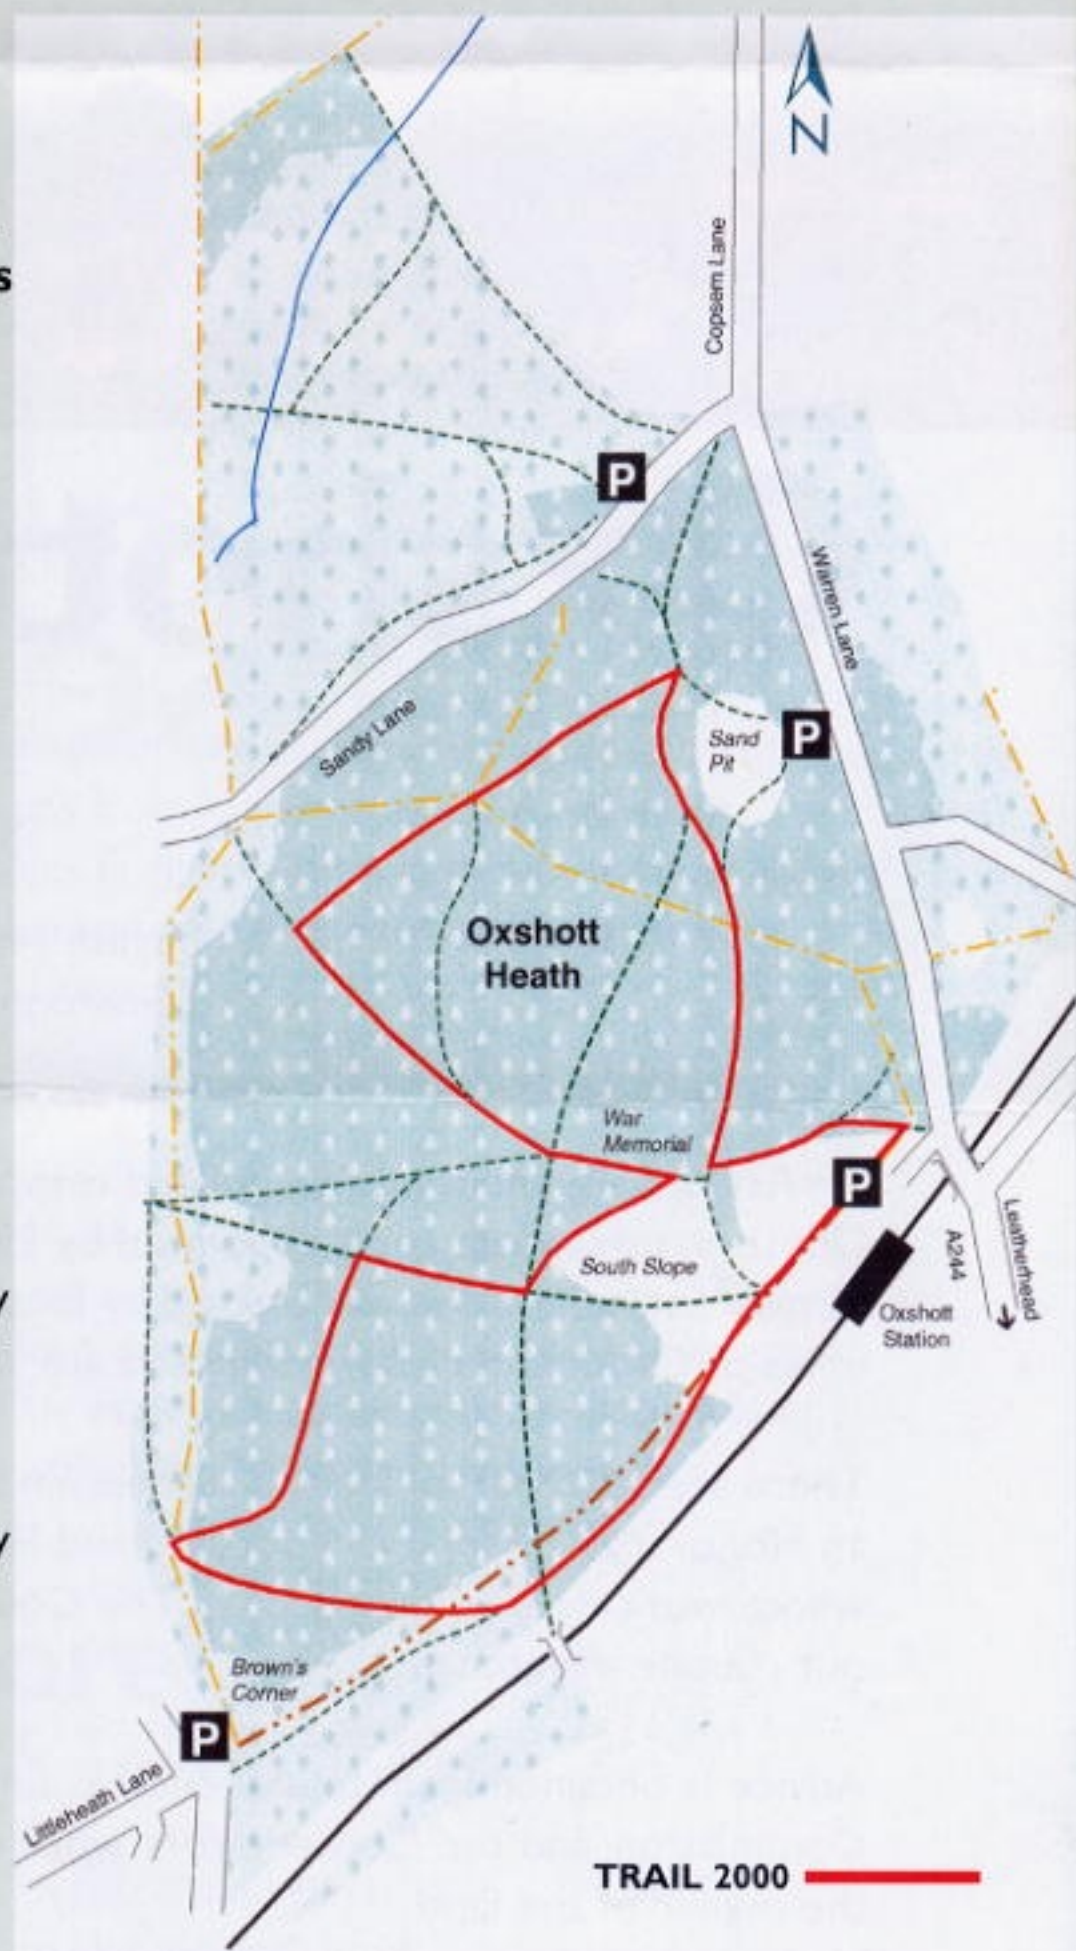 s
Z
Copsem Lane
P
Warren Lane
Sandy Lane
Sand
Pit
P
Oxshott
Heath
War
Memorial
P
South Slope
A244
Leatherhead
Oxshott
Station
y
y
Brown's
Corner
P
Littleheath Lane
TRAIL 2000